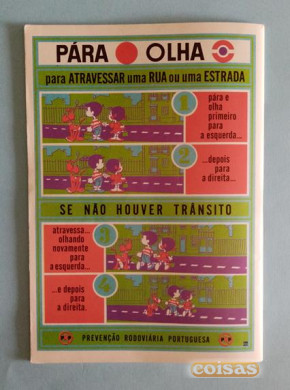 PÁRA OLHA
para ATRAVESSAR uma RUA ou uma ESTRADA
1
pára e
olha
primeiro
para
a esquerda...
2
...depois
para
a direita...
SE NÃO HOUVER TRÂNSITO
atravessa...
olhando
novamente
para
a esquerda...
3
...e depois
para
a direita.
4
PREVENÇÃO RODOVIÁRIA PORTUGUESA
coisas